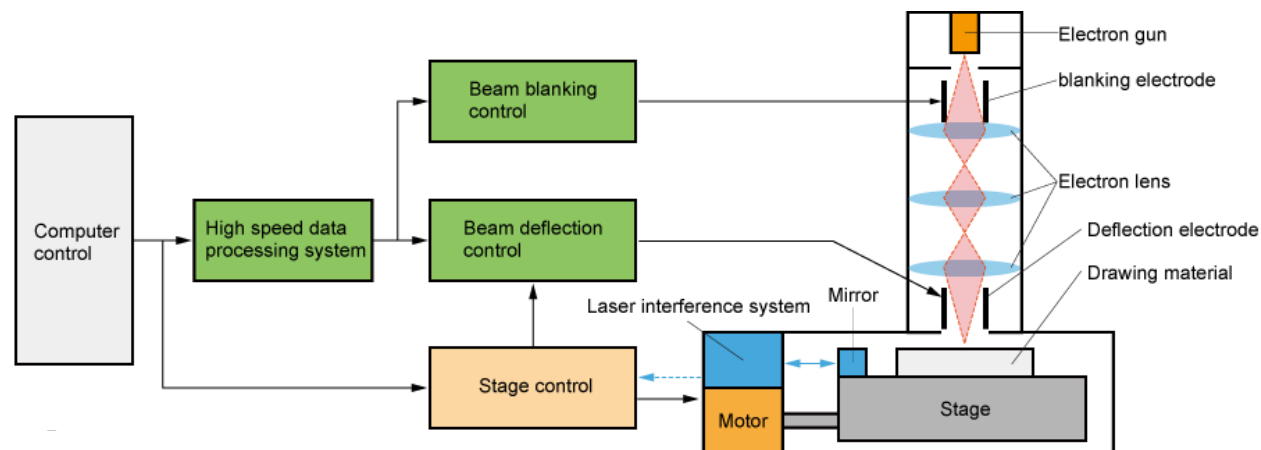 Electron gun
blanking electrode
Beam blanking
control
Electron lens
Computer
control
High speed data
processing system
Beam deflection
control
Deflection electrode
Drawing material
Laser interference system
Mirror
Stage control
Motor
Stage